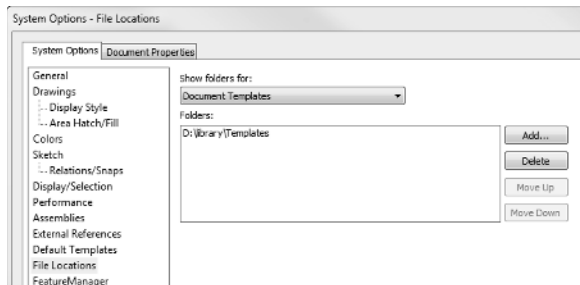 System Options - File Locations
System Options
Document Properties
General
Drawings
Display Style
Area Hatch/Fill
Colors
Sketch
Relations/Snaps
Display/Selection
Performance
Assemblies
External References
Default Templates
File Locations
FeatureManager
Show folders for:
Document Templates
Folders:
D:\library\Templates
Add...
Delete
Move Up
Move Down